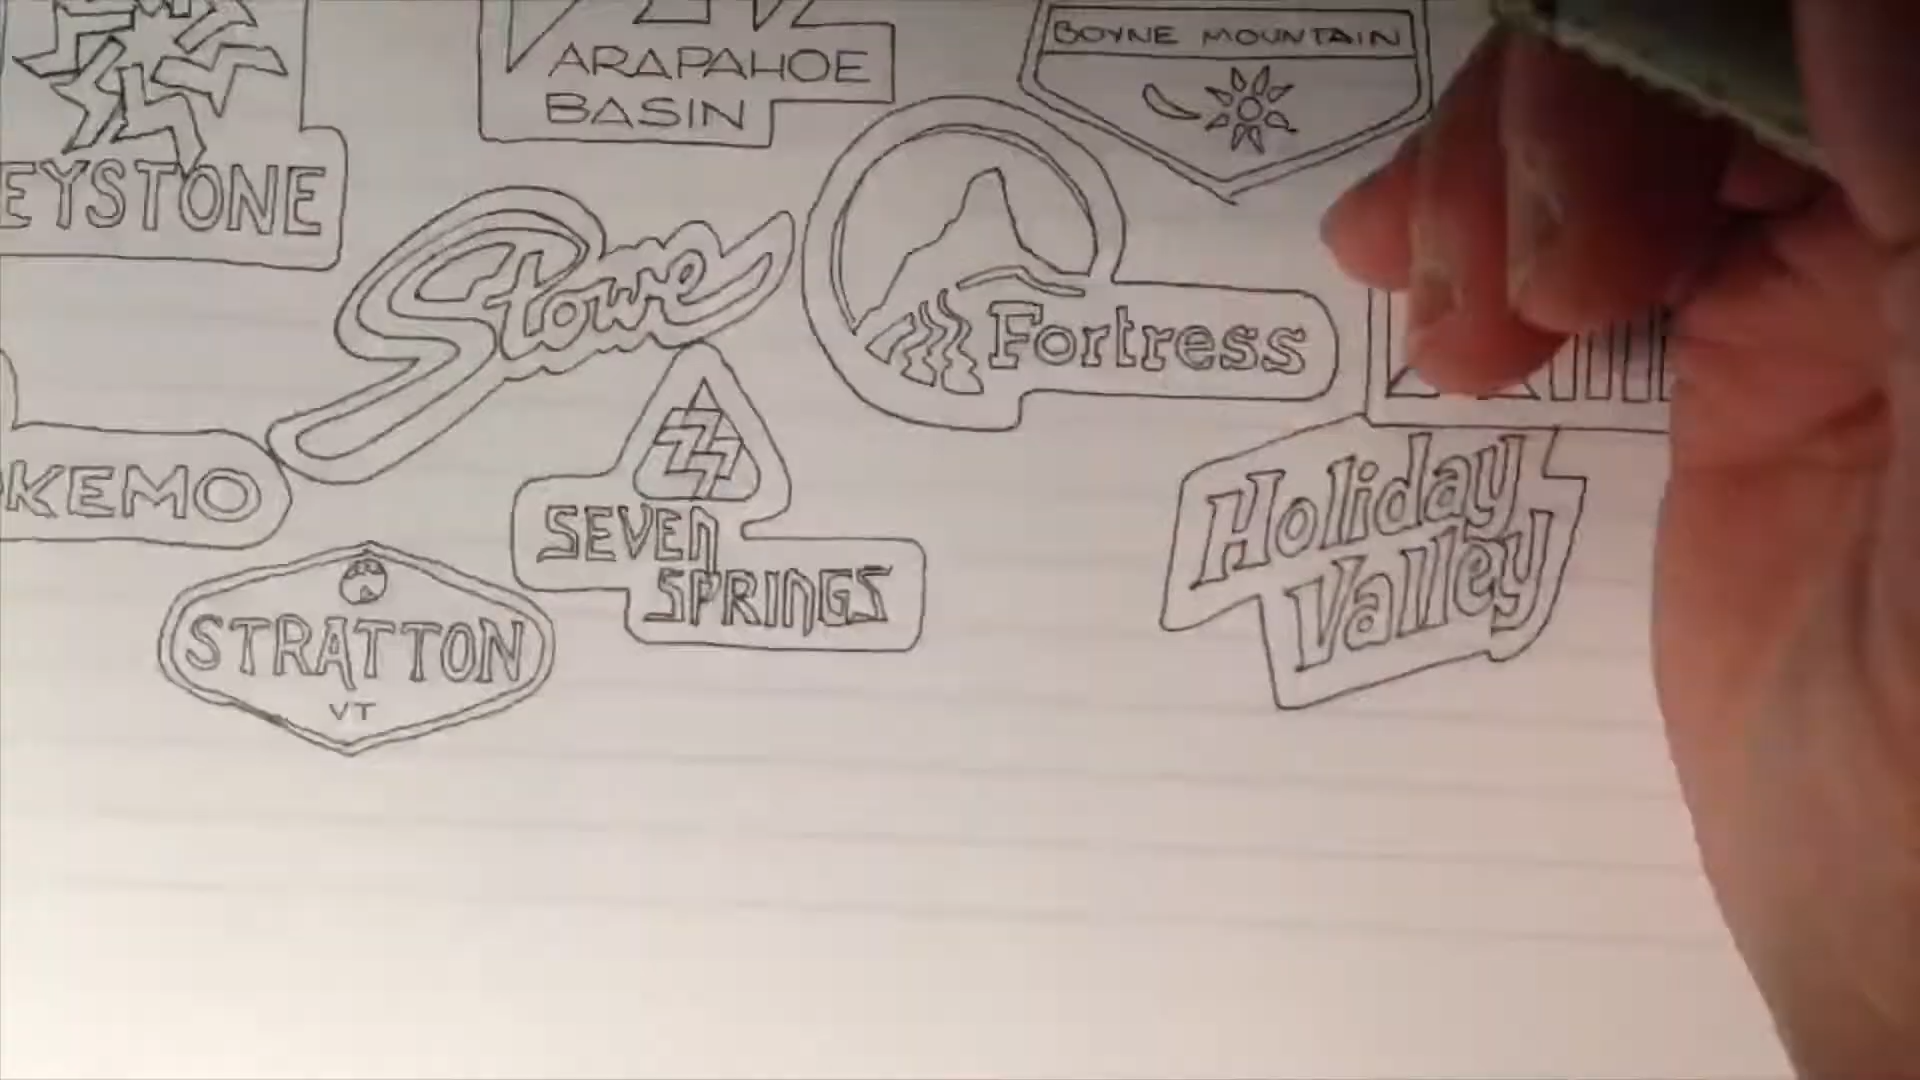 BOYNE MOUNTAIN
ARAPAHOE
BASIN
EYSTONE
Stowe
Fortress
KEMO
Holiday
Valley
SEVEN
SPRINGS
STRATTON
VT